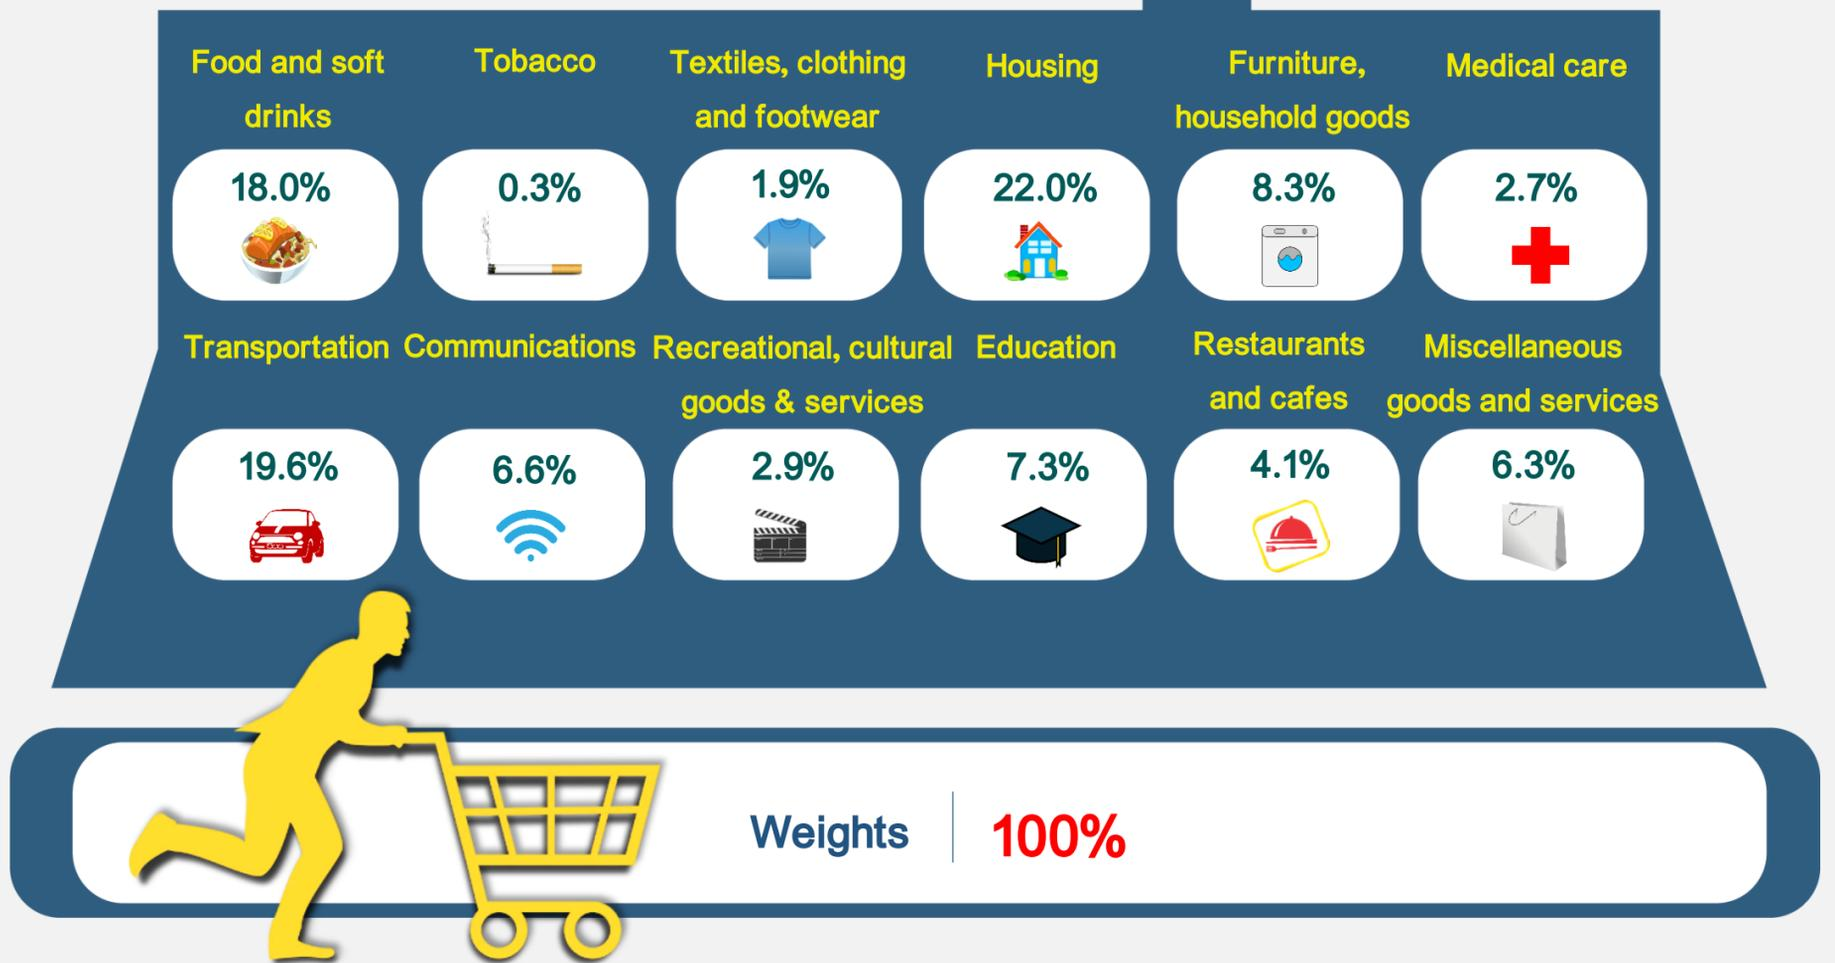 Food and soft
drinks
18.0%
Tobacco
0.3%
Textiles, clothing
and footwear
1.9%
Housing
22.0%
Furniture,
household goods
8.3%
Medical care
2.7%
Transportation
19.6%
Communications
6.6%
Recreational, cultural
goods & services
2.9%
Education
7.3%
Restaurants
and cafes
4.1%
Miscellaneous
goods and services
6.3%
Weights
100%